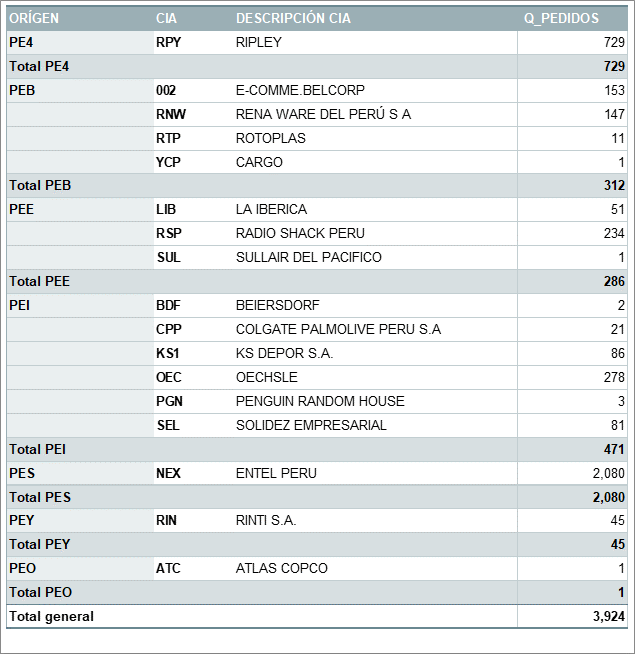 ORÍGEN CIA DESCRIPCIÓN CIA Q_PEDIDOS
PE4 RPY RIPLEY 729
Total PE4 729
PEB 002 E-COMME.BELCORP 153
RNW RENA WARE DEL PERÚ S A 147
RTP ROTOPLAS 11
YCP CARGO 1
Total PEB 312
PEE LIB LA IBERICA 51
RSP RADIO SHACK PERU 234
SUL SULLAIR DEL PACIFICO 1
Total PEE 286
PEI BDF BEIERSDORF 2
CPP COLGATE PALMOLIVE PERU S.A 21
KS1 KS DEPOR S.A. 86
OEC OECHSLE 278
PGN PENGUIN RANDOM HOUSE 3
SEL SOLIDEZ EMPRESARIAL 81
Total PEI 471
PES NEX ENTEL PERU 2,080
Total PES 2,080
PEY RIN RINTI S.A. 45
Total PEY 45
PEO ATC ATLAS COPCO 1
Total PEO 1
Total general 3,924